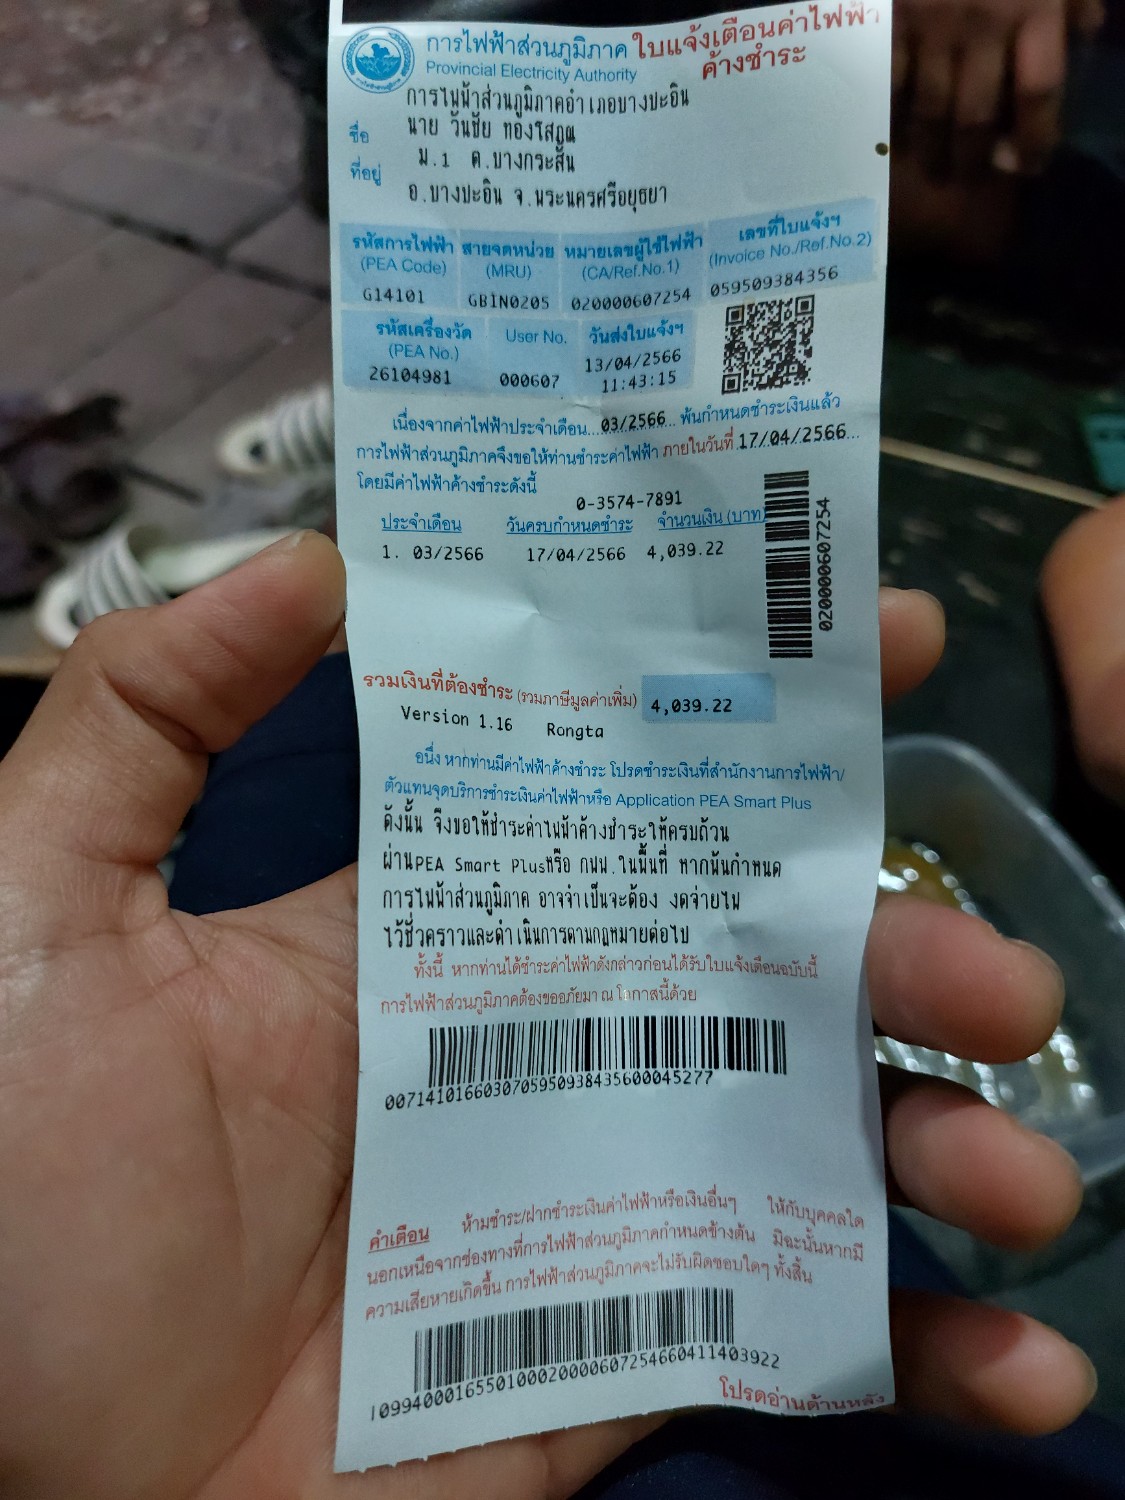 การไฟฟ้าส่วนภูมิภาค ใบแจ้งเตือนค่าไฟฟ้า
Provincial Electricity Authority ค้างชำระ
การไฟฟ้าส่วนภูมิภาคอำเภอบางปะอิน
ชื่อ นาย วันชัย ทองโสภณ
ที่อยู่ ม.1 ต.บางกระสั้น
อ.บางปะอิน จ.พระนครศรีอยุธยา
รหัสการไฟฟ้า สายจดหน่วย หมายเลขผู้ใช้ไฟฟ้า เลขที่ใบแจ้งฯ
(PEA Code) (MRU) (CA/Ref.No.1) (Invoice No./Ref.No.2)
G14101 GBIN0205 020000607254 059509384356
รหัสเครื่องวัด User No. วันส่งใบแจ้งฯ
(PEA No.) 13/04/2566
26104981 000607 11:43:15
เนื่องจากค่าไฟฟ้าประจำเดือน...03/2566... พ้นกำหนดชำระเงินแล้ว
การไฟฟ้าส่วนภูมิภาคจึงขอให้ท่านชำระค่าไฟฟ้า ภายในวันที่ 17/04/2566...
โดยมีค่าไฟฟ้าค้างชำระดังนี้
0-3574-7891
ประจำเดือน วันครบกำหนดชำระ จำนวนเงิน (บาท)
1. 03/2566 17/04/2566 4,039.22
020000607254
รวมเงินที่ต้องชำระ (รวมภาษีมูลค่าเพิ่ม) 4,039.22
Version 1.16 Rongta
อนึ่ง หากท่านมีค่าไฟฟ้าค้างชำระ โปรดชำระเงินที่สำนักงานการไฟฟ้า/
ตัวแทนจุดบริการชำระเงินค่าไฟฟ้าหรือ Application PEA Smart Plus
ดังนั้น จึงขอให้ชำระค่าไฟฟ้าค้างชำระให้ครบถ้วน
ผ่านPEA Smart Plusหรือ กฟฟ.ในพื้นที่ หากพ้นกำหนด
การไฟฟ้าส่วนภูมิภาค อาจจำเป็นจะต้อง งดจ่ายไฟ
ไว้ชั่วคราวและดำเนินการตามกฎหมายต่อไป
ทั้งนี้ หากท่านได้ชำระค่าไฟฟ้าดังกล่าวก่อนได้รับใบแจ้งเตือนฉบับนี้
การไฟฟ้าส่วนภูมิภาคต้องขออภัยมา ณ โอกาสนี้ด้วย
007141016603070595093843560004​5277
คำเตือน ห้ามชำระ/ฝากชำระเงินค่าไฟฟ้าหรือเงินอื่นๆ ให้กับบุคคลใด
นอกเหนือจากช่องทางที่การไฟฟ้าส่วนภูมิภาคกำหนดข้างต้น มิฉะนั้นหากมี
ความเสียหายเกิดขึ้น การไฟฟ้าส่วนภูมิภาคจะไม่รับผิดชอบใดๆ ทั้งสิ้น
109940001655010002000060725466041140​3922
โปรดอ่านด้านหลัง